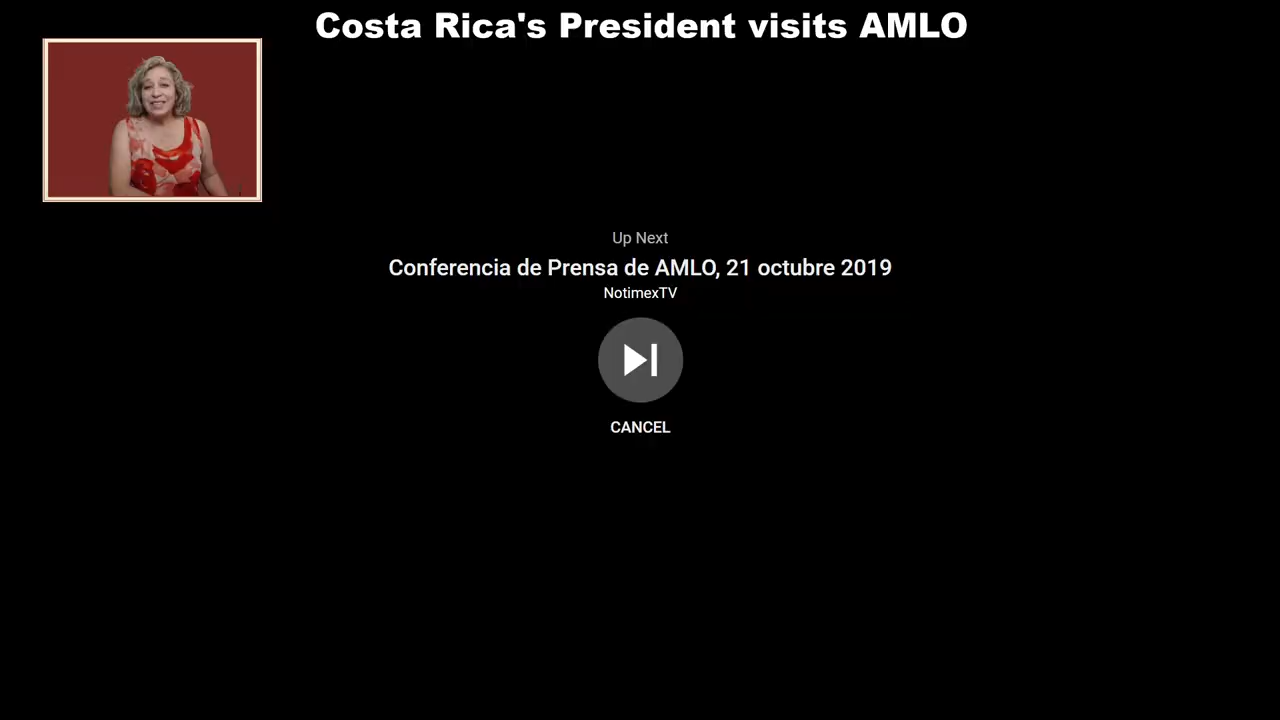 Costa Rica's President visits AMLO
Up Next
Conferencia de Prensa de AMLO, 21 octubre 2019
NotimexTV
CANCEL